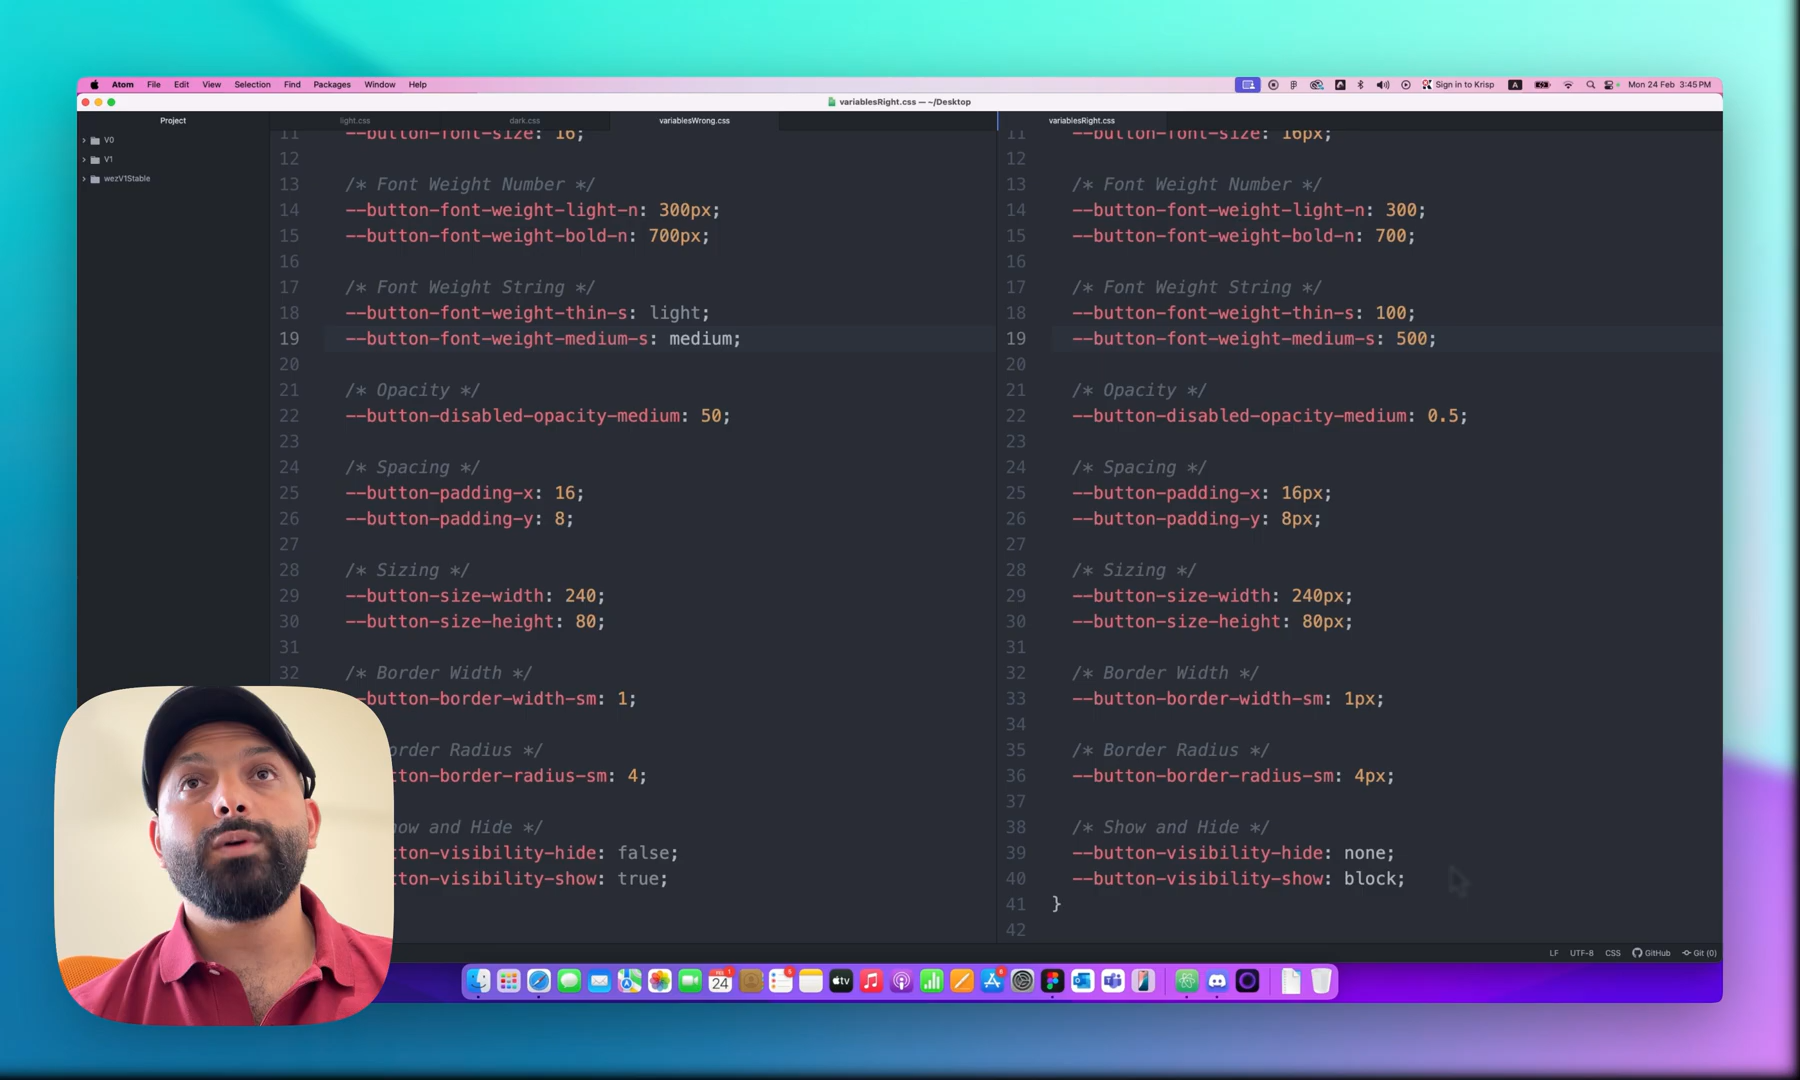 Atom File Edit View Selection Find Packages Window Help
A Sign in to Krisp Mon 24 Feb 3:45 PM
variablesRight.css — ~/Desktop
Project
V0
V1
wezV1Stable
light.css dark.css variablesWrong.css
11 --button-font-size: 16;
12
13 /* Font Weight Number */
14 --button-font-weight-light-n: 300px;
15 --button-font-weight-bold-n: 700px;
16
17 /* Font Weight String */
18 --button-font-weight-thin-s: light;
19 --button-font-weight-medium-s: medium;
20
21 /* Opacity */
22 --button-disabled-opacity-medium: 50;
23
24 /* Spacing */
25 --button-padding-x: 16;
26 --button-padding-y: 8;
27
28 /* Sizing */
29 --button-size-width: 240;
30 --button-size-height: 80;
31
32 /* Border Width */
-button-border-width-sm: 1;
order Radius */
tton-border-radius-sm: 4;
ow and Hide */
tton-visibility-hide: false;
tton-visibility-show: true;
variablesRight.css
11 --button-font-size: 16px;
12
13 /* Font Weight Number */
14 --button-font-weight-light-n: 300;
15 --button-font-weight-bold-n: 700;
16
17 /* Font Weight String */
18 --button-font-weight-thin-s: 100;
19 --button-font-weight-medium-s: 500;
20
21 /* Opacity */
22 --button-disabled-opacity-medium: 0.5;
23
24 /* Spacing */
25 --button-padding-x: 16px;
26 --button-padding-y: 8px;
27
28 /* Sizing */
29 --button-size-width: 240px;
30 --button-size-height: 80px;
31
32 /* Border Width */
33 --button-border-width-sm: 1px;
34
35 /* Border Radius */
36 --button-border-radius-sm: 4px;
37
38 /* Show and Hide */
39 --button-visibility-hide: none;
40 --button-visibility-show: block;
41 }
42
LF UTF-8 CSS GitHub Git (0)
24 tv